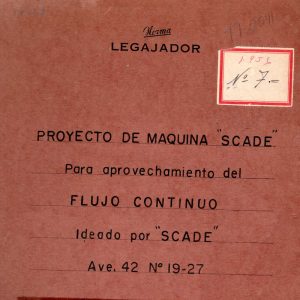 Norma
LEGAJADOR
1951
Nº 7.-
PROYECTO DE MAQUINA "SCADE"
Para aprovechamiento del
FLUJO CONTINUO
Ideado por "SCADE"
Ave. 42 Nº 19-27